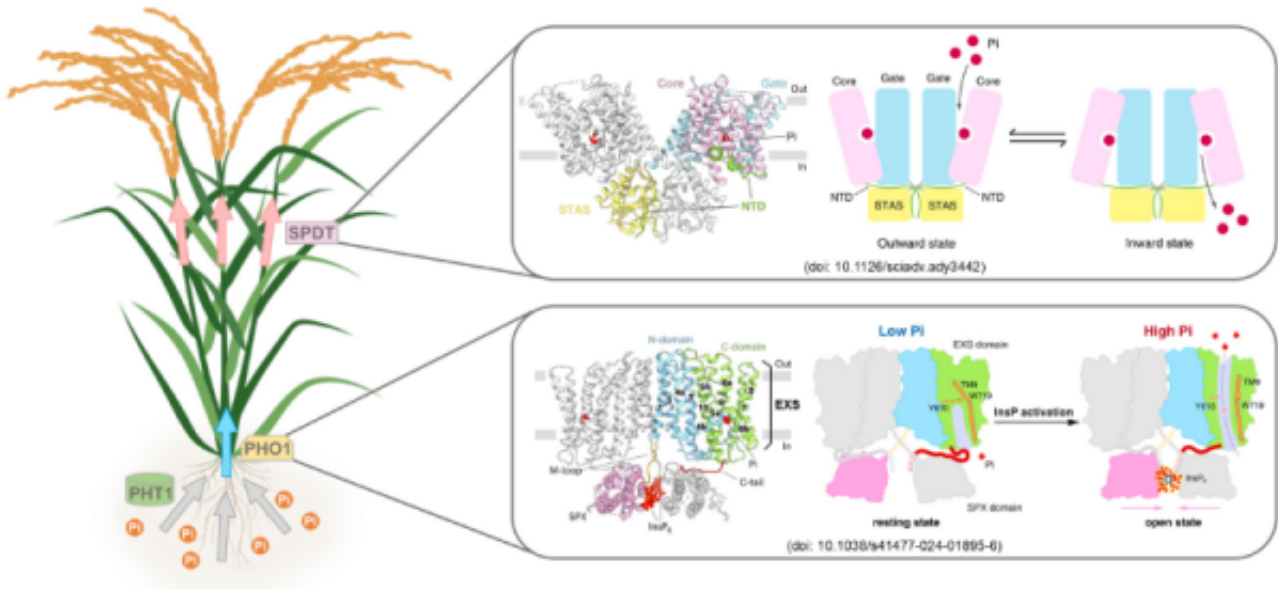 SPDT
PHO1
PHT1
Pi
Pi
Pi
Pi
Pi
Pi
Core
Gate
Out
Pi
In
STAS
NTD
Pi
Core
Gate
Gate
Core
NTD
STAS
STAS
NTD
Outward state
Inward state
(doi: 10.1126/sciadv.ady3442)
N-domain
C-domain
Out
EXS
In
M-loop
Pi
C-tail
SPX
InsP6
Low Pi
High Pi
EXS domain
TM9
Y610
W719
InsP activation
Pi
SPX domain
resting state
TM9
Y610
W719
InsP6
open state
(doi: 10.1038/s41477-024-01895-6)